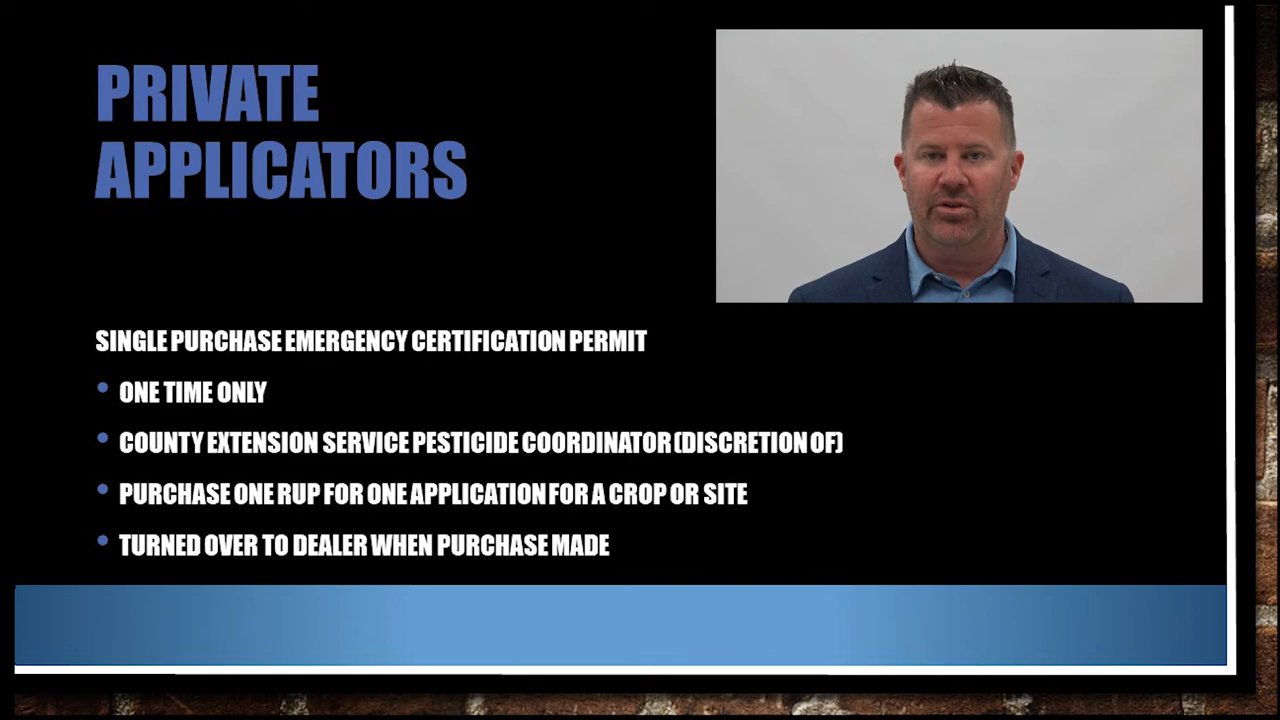 PRIVATE
APPLICATORS
SINGLE PURCHASE EMERGENCY CERTIFICATION PERMIT
• ONE TIME ONLY
• COUNTY EXTENSION SERVICE PESTICIDE COORDINATOR (DISCRETION OF)
• PURCHASE ONE RUP FOR ONE APPLICATION FOR A CROP OR SITE
• TURNED OVER TO DEALER WHEN PURCHASE MADE